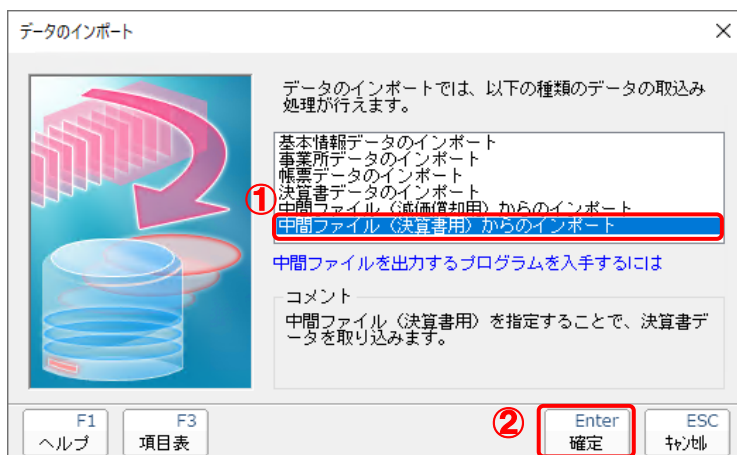 データのインポート
データのインポートでは、以下の種類のデータの取込み
処理が行えます。
基本情報データのインポート
事業所データのインポート
帳票データのインポート
決算書データのインポート
① 中間ファイル（減価償却用）からのインポート
中間ファイル（決算書用）からのインポート
中間ファイルを出力するプログラムを入手するには
コメント
中間ファイル（決算書用）を指定することで、決算書デ
ータを取り込みます。
F1 F3 ② Enter ESC
ヘルプ 項目表 確定 ｷｬﾝｾﾙ